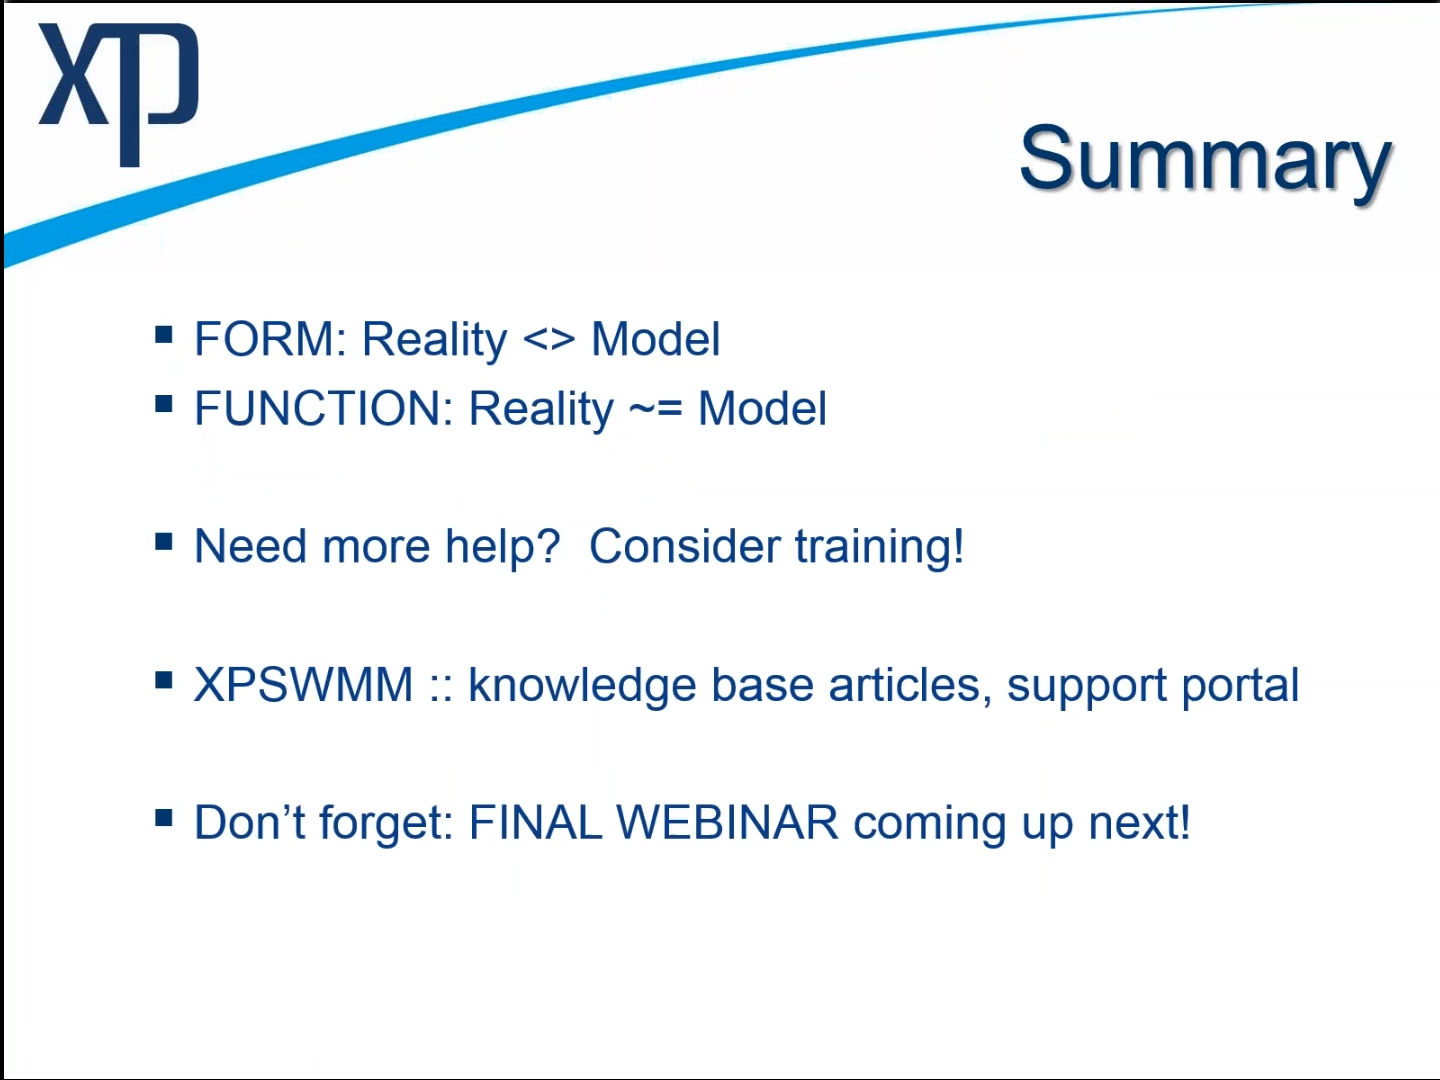 xp
Summary
FORM: Reality <> Model
FUNCTION: Reality ~= Model
Need more help?  Consider training!
XPSWMM :: knowledge base articles, support portal
Don’t forget: FINAL WEBINAR coming up next!